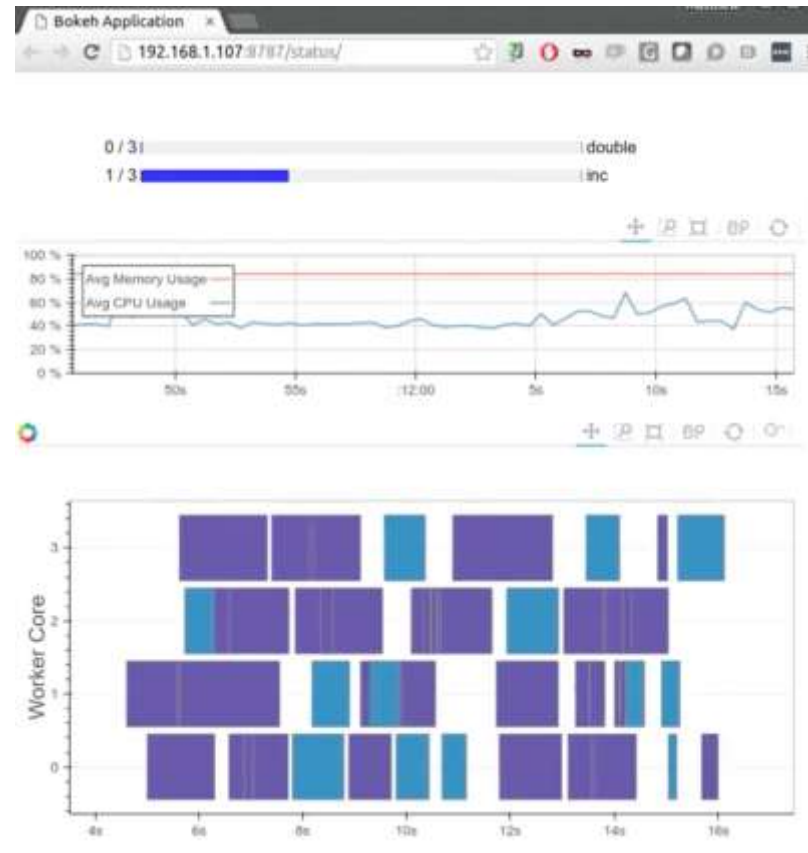 Bokeh Application ×
192.168.1.107:8787/status/
0 / 3 double
1 / 3 inc
BP
100 %
80 %
60 %
40 %
20 %
0 %
Avg Memory Usage
Avg CPU Usage
50s 55s :12:00 5s 10s 15s
BP
3
2
1
0
Worker Core
4s 6s 8s 10s 12s 14s 16s